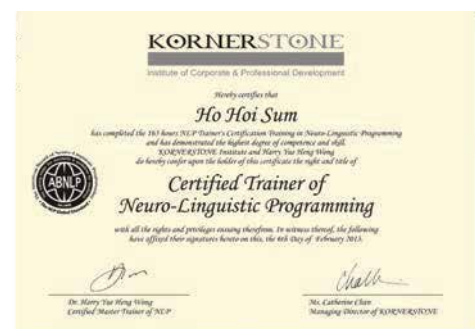 KORNERSTONE
Institute of Corporate & Professional Development
Hereby certifies that
Ho Hoi Sum
has completed the 163 hours NLP Trainer's Certification Training in Neuro-Linguistic Programming
and has demonstrated the highest degree of competence and skill.
KORNERSTONE Institute and Harry Yue Heng Wong
do hereby confer upon the holder of this certificate the right and title of
ABNLP
Certified Trainer of
Neuro-Linguistic Programming
with all the rights and privileges ensuing therefrom. In witness thereof, the following
have affixed their signatures hereto on this, the 6th Day of February 2013.
Dr. Harry Yue Heng Wong
Certified Master Trainer of NLP
Ms. Catherine Chan
Managing Director of KORNERSTONE